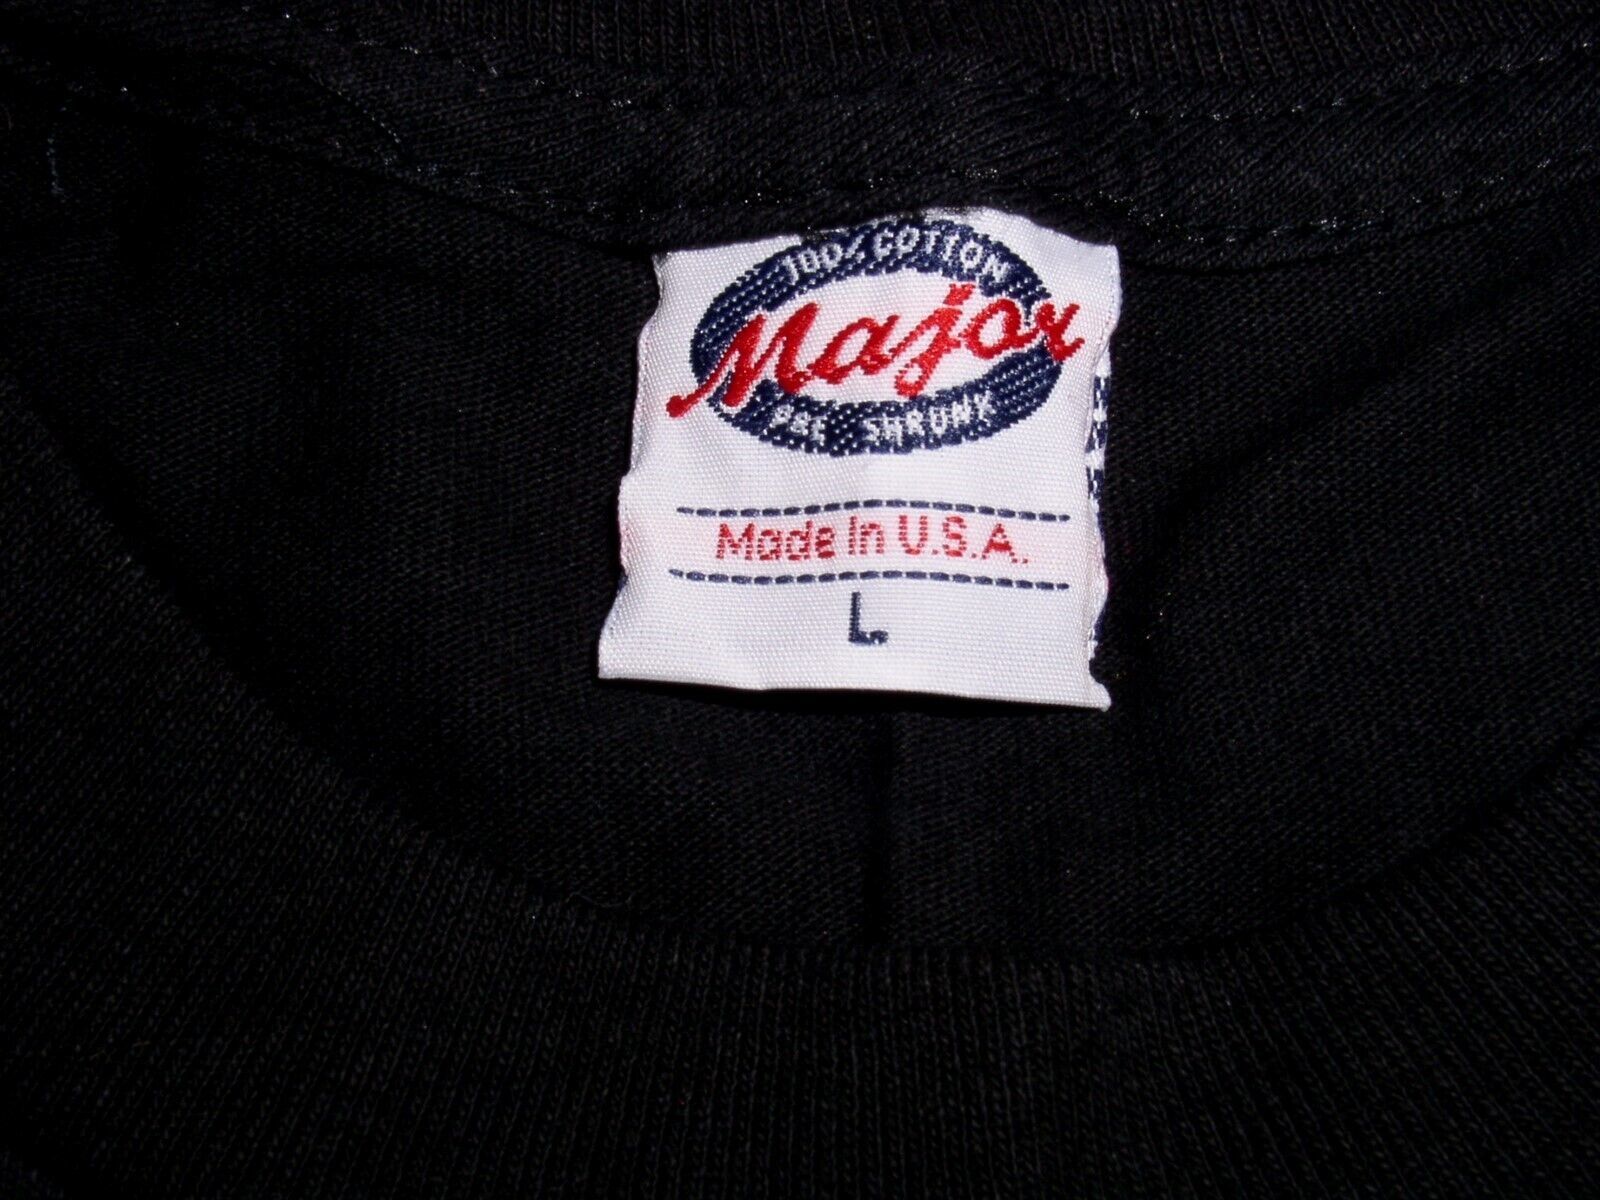 100% COTTON
Major
PRE SHRUNK
Made In U.S.A.
L